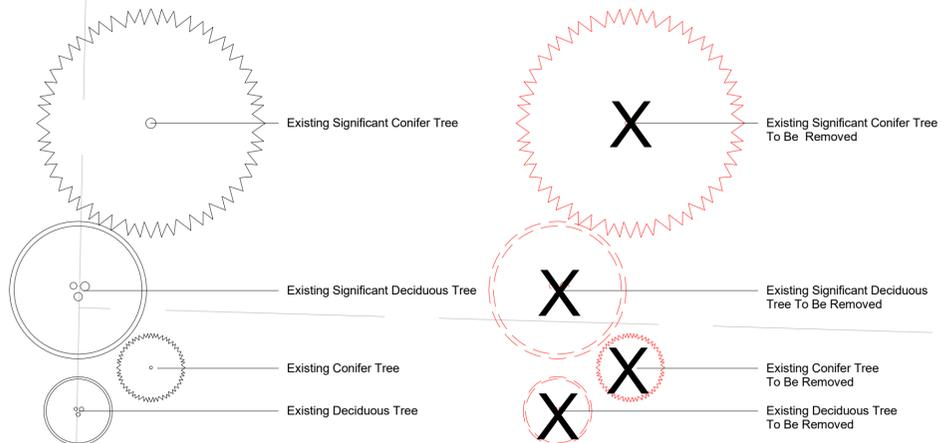 Existing Significant Conifer Tree
Existing Significant Conifer Tree
To Be Removed
X
Existing Significant Deciduous Tree
Existing Significant Deciduous
Tree To Be Removed
X
Existing Conifer Tree
Existing Conifer Tree
To Be Removed
X
Existing Deciduous Tree
Existing Deciduous Tree
To Be Removed
X